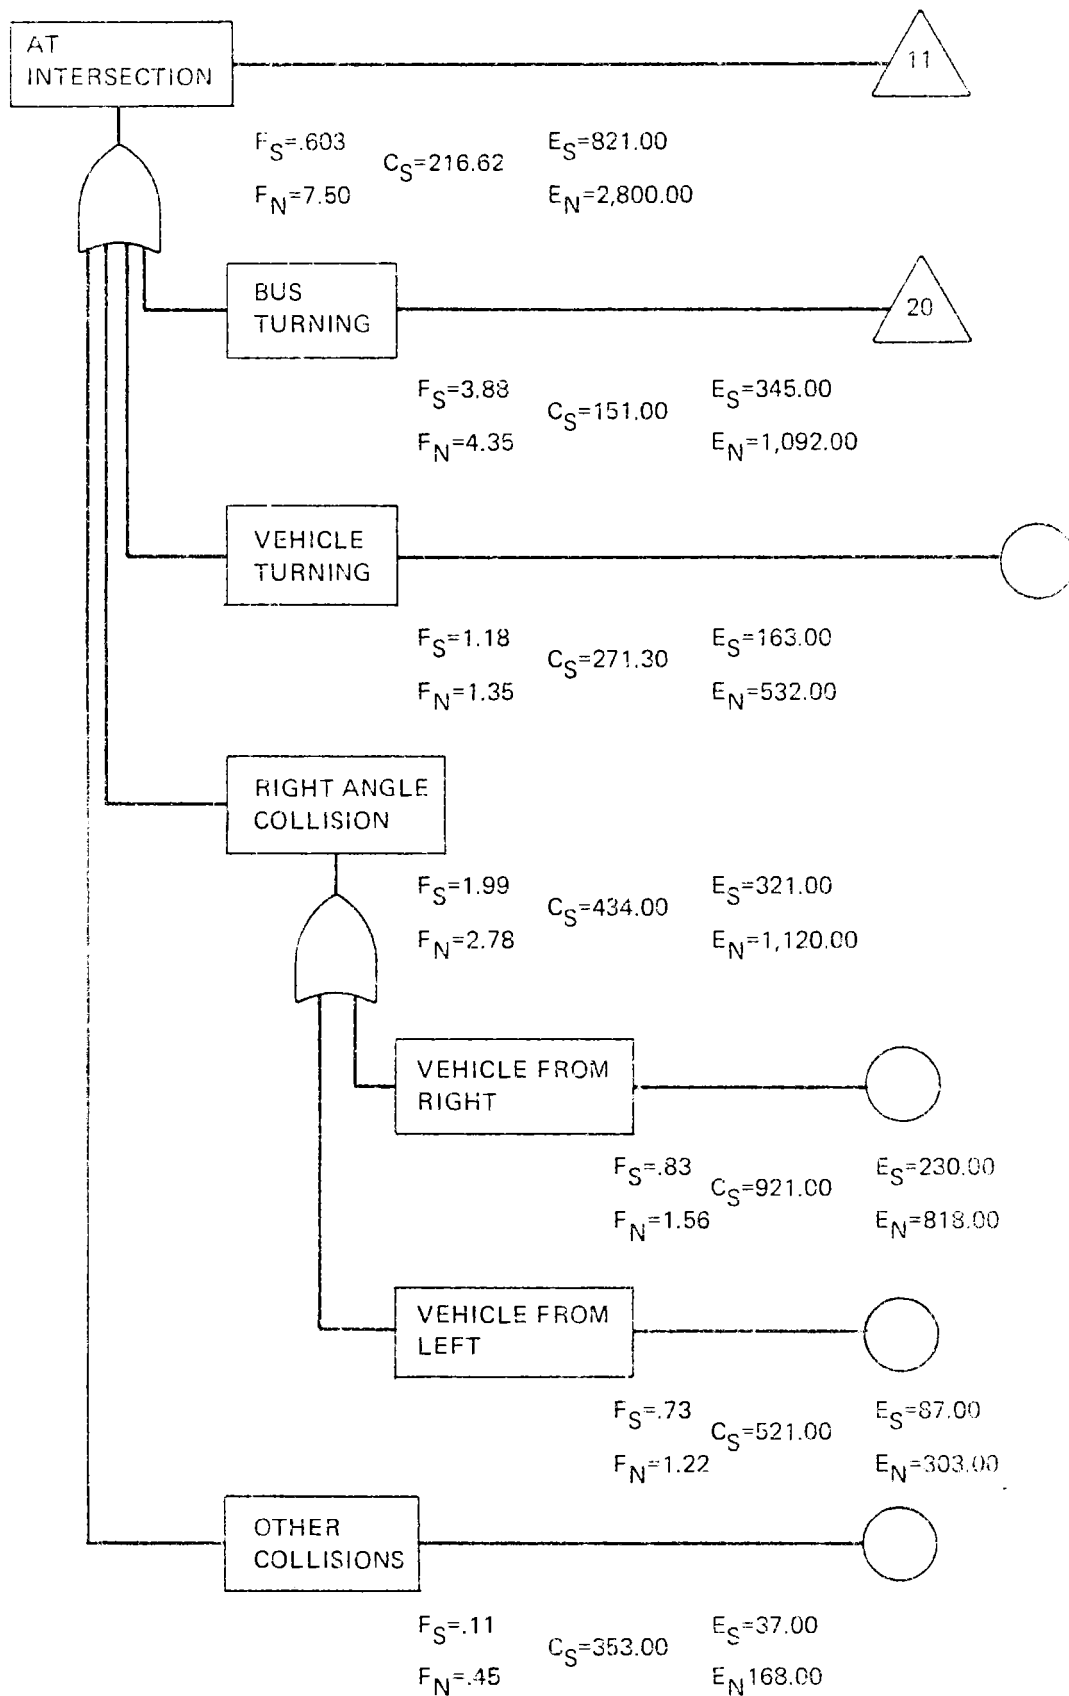 AT
INTERSECTION
11
FS=.603
CS=216.62
ES=821.00
FN=7.50
EN=2,800.00
BUS
TURNING
20
FS=3.88
CS=151.00
ES=345.00
FN=4.35
EN=1,092.00
VEHICLE
TURNING
FS=1.18
CS=271.30
ES=163.00
FN=1.35
EN=532.00
RIGHT ANGLE
COLLISION
FS=1.99
CS=434.00
ES=321.00
FN=2.78
EN=1,120.00
VEHICLE FROM
RIGHT
FS=.83
CS=921.00
ES=230.00
FN=1.56
EN=818.00
VEHICLE FROM
LEFT
FS=.73
CS=521.00
ES=87.00
FN=1.22
EN=303.00
OTHER
COLLISIONS
FS=.11
CS=353.00
ES=37.00
FN=.45
EN 168.00